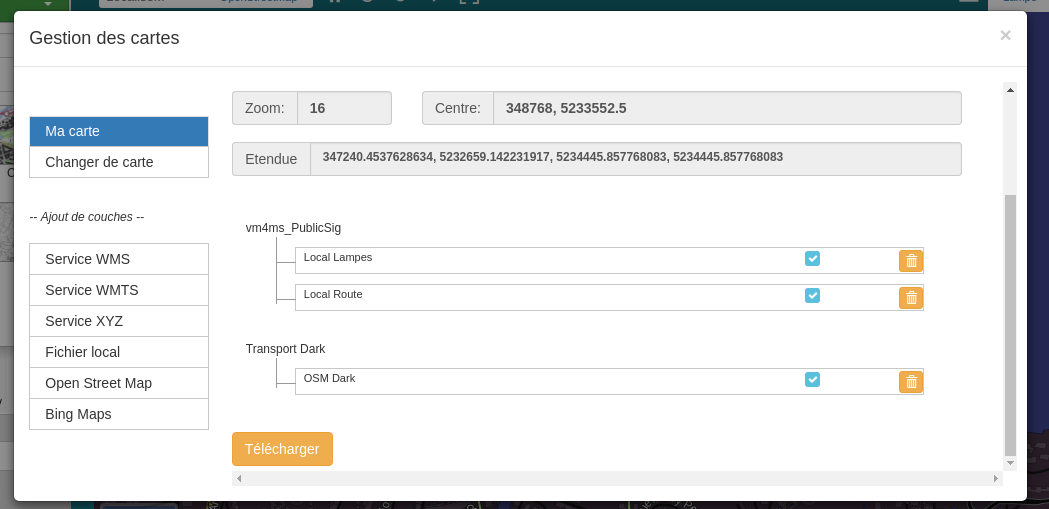 Gestion des cartes
×
Ma carte
Changer de carte
-- Ajout de couches --
Service WMS
Service WMTS
Service XYZ
Fichier local
Open Street Map
Bing Maps
Zoom: 16
Centre: 348768, 5233552.5
Etendue 347240.4537628634, 5232659.142231917, 5234445.857768083, 5234445.857768083
vm4ms_PublicSig
Local Lampes
Local Route
Transport Dark
OSM Dark
Télécharger